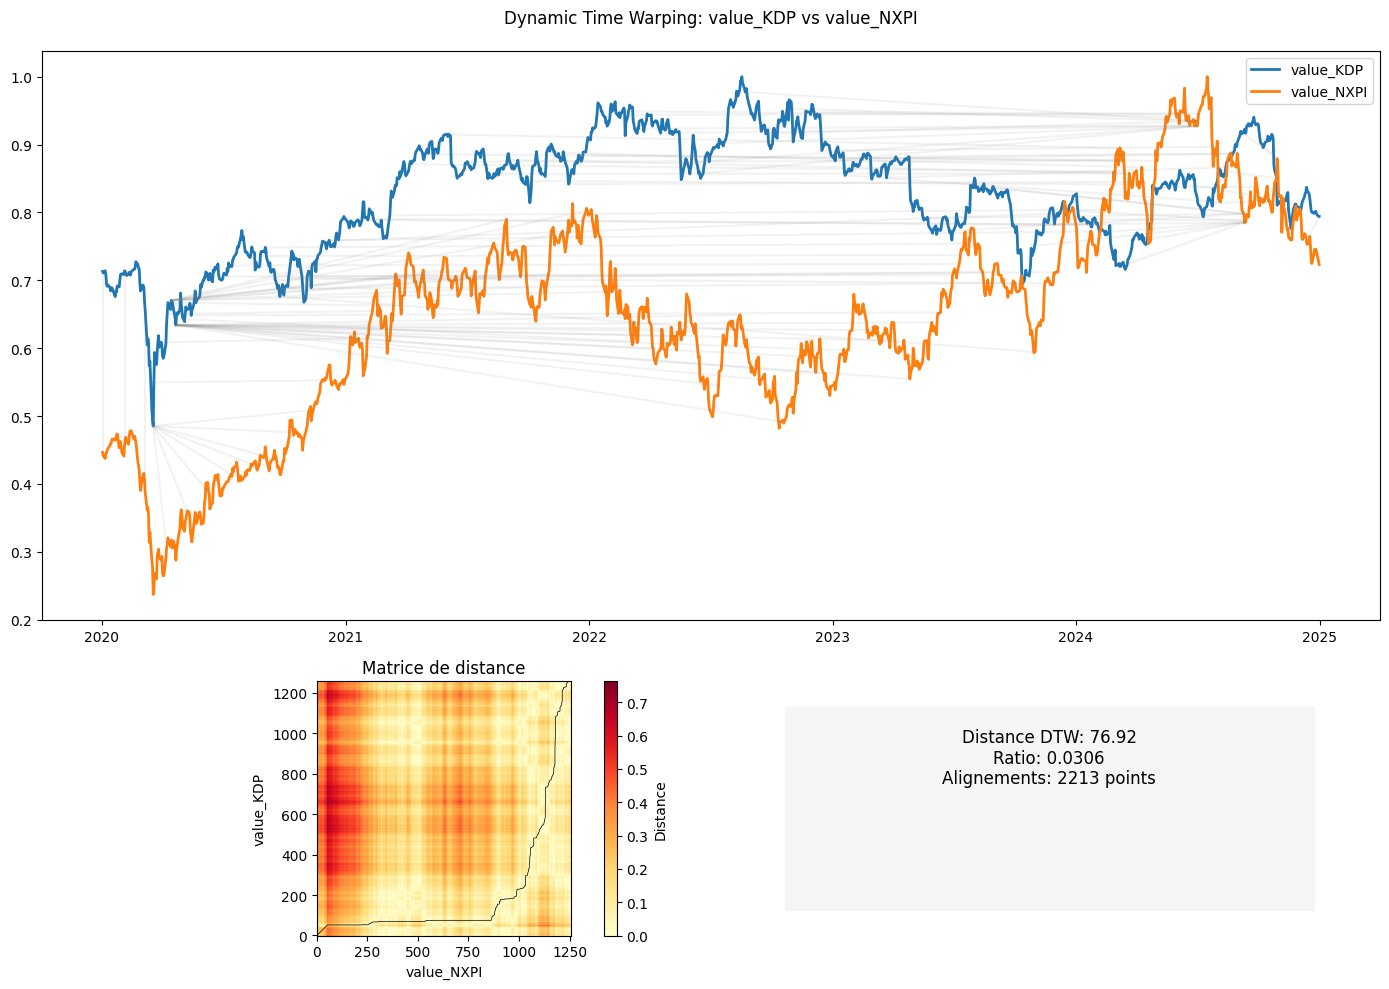 Dynamic Time Warping: value_KDP vs value_NXPI
value_KDP
value_NXPI
1.0
0.9
0.8
0.7
0.6
0.5
0.4
0.3
0.2
2020 2021 2022 2023 2024 2025
Matrice de distance
value_KDP
1200
1000
800
600
400
200
0
0 250 500 750 1000 1250
value_NXPI
0.7
0.6
0.5
0.4
0.3
0.2
0.1
0.0
Distance
Distance DTW: 76.92
Ratio: 0.0306
Alignements: 2213 points